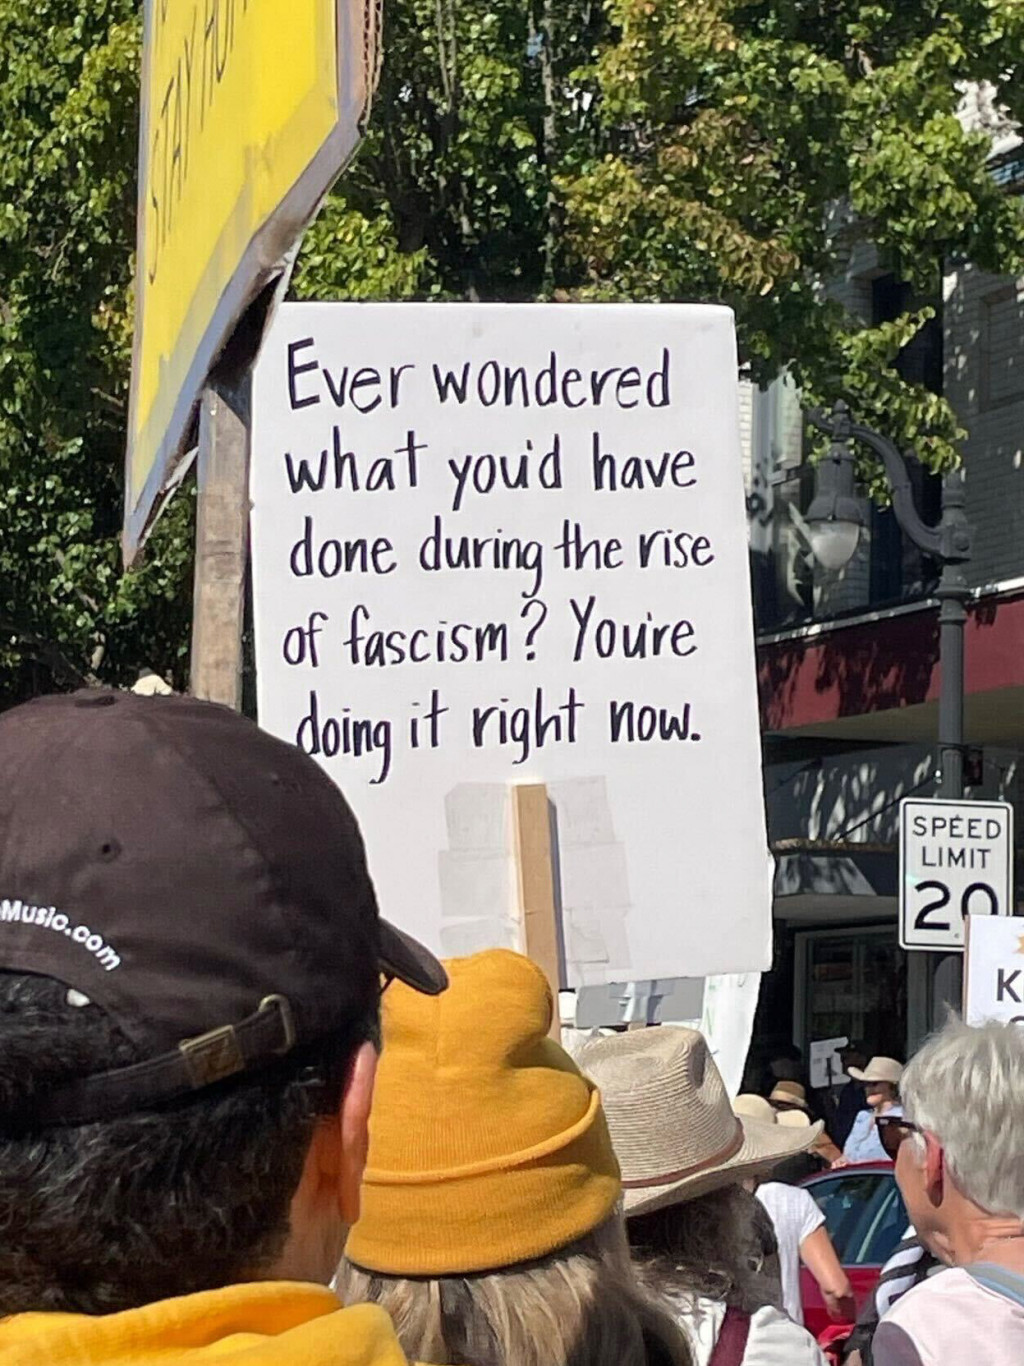 STAY
Ever wondered
what you'd have
done during the rise
of fascism? You're
doing it right now.
Music.com
SPEED
LIMIT
20
K